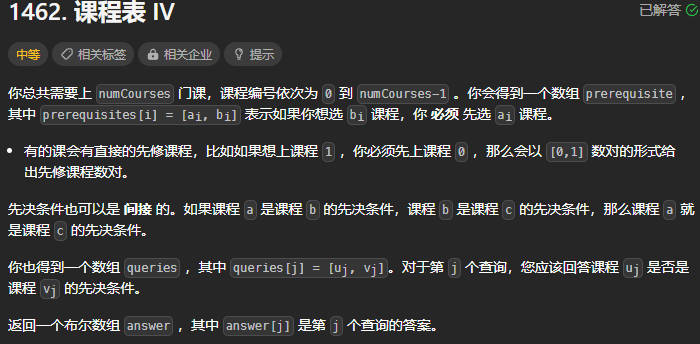 1462. 课程表 IV
已解答
中等 相关标签 相关企业 提示
你总共需要上 numCourses 门课，课程编号依次为 0 到 numCourses-1 。你会得到一个数组 prerequisite ，
其中 prerequisites[i] = [ai, bi] 表示如果你想选 bi 课程，你 必须 先选 ai 课程。
• 有的课会有直接的先修课程，比如如果想上课程 1 ，你必须先上课程 0 ，那么会以 [0,1] 数对的形式给
出先修课程数对。
先决条件也可以是 间接 的。如果课程 a 是课程 b 的先决条件，课程 b 是课程 c 的先决条件，那么课程 a 就
是课程 c 的先决条件。
你也得到一个数组 queries ，其中 queries[j] = [uj, vj]。对于第 j 个查询，您应该回答课程 uj 是否是
课程 vj 的先决条件。
返回一个布尔数组 answer ，其中 answer[j] 是第 j 个查询的答案。